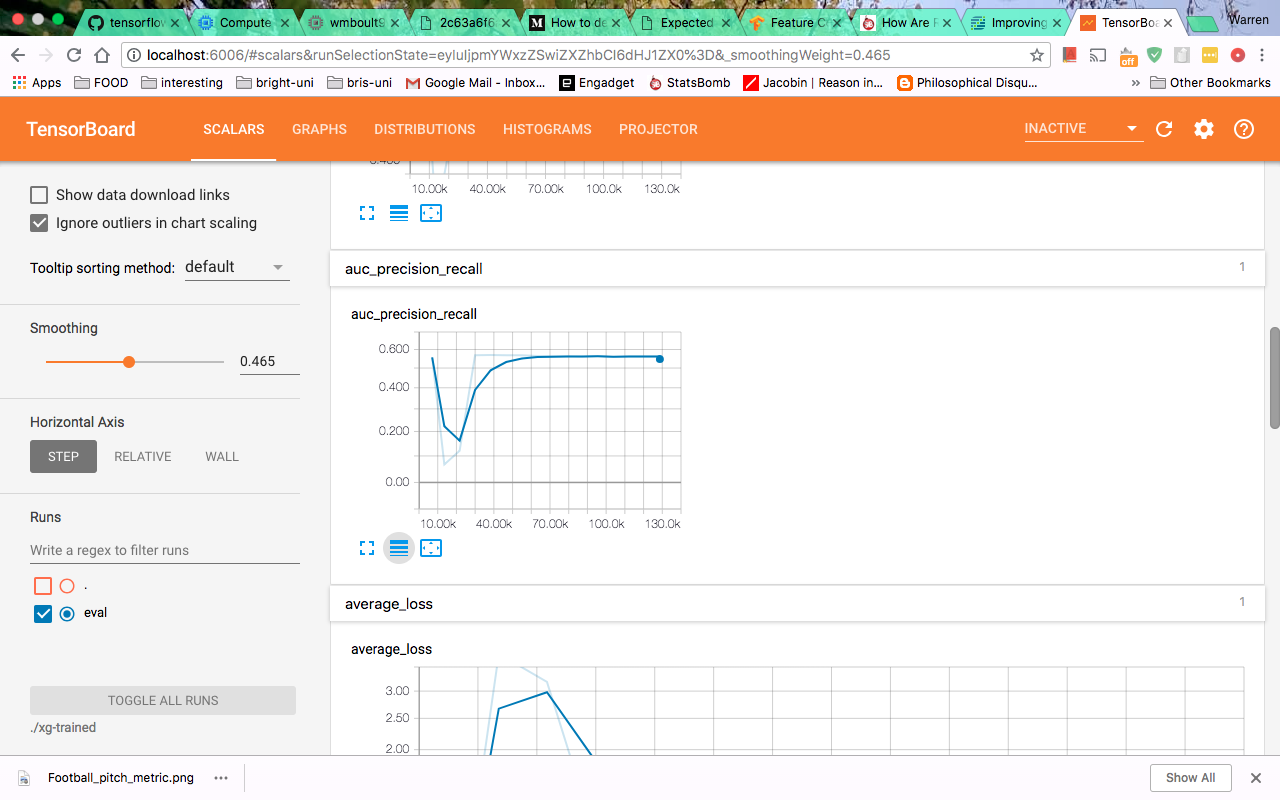 tensorflow
Compute
wmboult9
2c63a6f6
How to de
Expected
Feature C
How Are P
Improving
TensorBoa
Warren
localhost:6006/#scalars&runSelectionState=eyIuIjpmYWxzZSwiZXZhbCI6dHJ1ZX0%3D&_smoothingWeight=0.465
off
Apps
FOOD
interesting
bright-uni
bris-uni
Google Mail - Inbox...
Engadget
StatsBomb
Jacobin | Reason in...
Philosophical Disqu...
»
Other Bookmarks
TensorBoard
SCALARS
GRAPHS
DISTRIBUTIONS
HISTOGRAMS
PROJECTOR
INACTIVE
Show data download links
Ignore outliers in chart scaling
Tooltip sorting method: default
Smoothing
0.465
Horizontal Axis
STEP
RELATIVE
WALL
Runs
Write a regex to filter runs
.
eval
TOGGLE ALL RUNS
./xg-trained
10.00k 40.00k 70.00k 100.0k 130.0k
auc_precision_recall
1
auc_precision_recall
0.600
0.400
0.200
0.00
10.00k 40.00k 70.00k 100.0k 130.0k
average_loss
1
average_loss
3.00
2.50
2.00
Football_pitch_metric.png
Show All